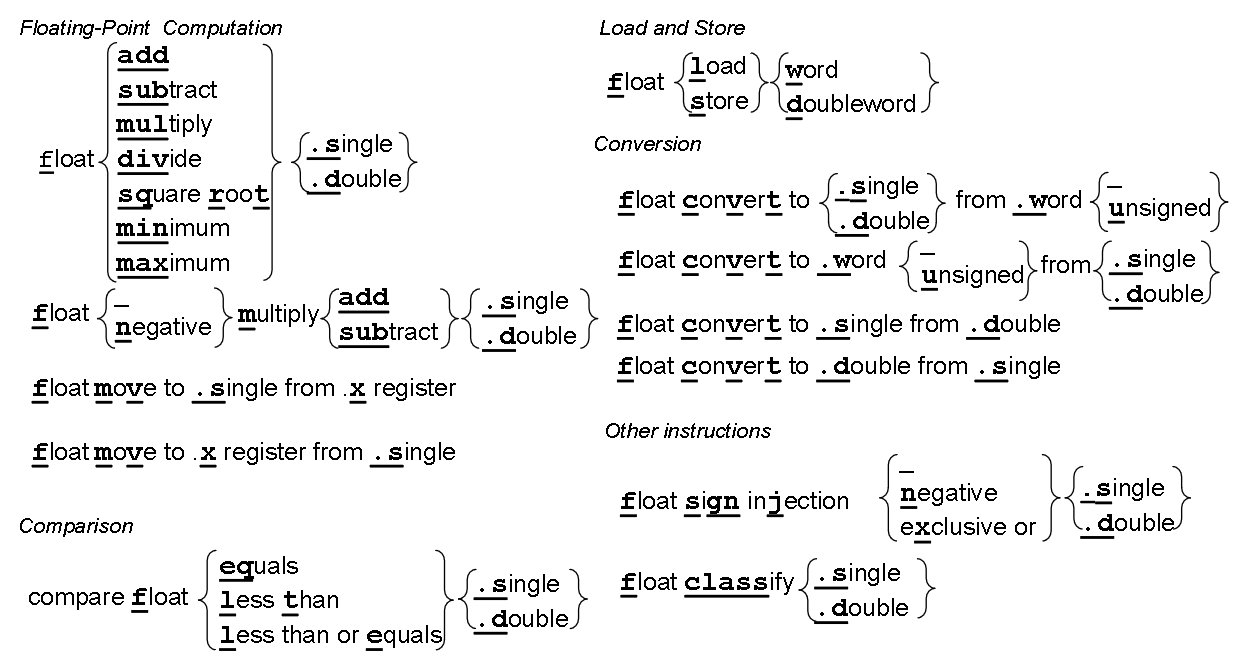 Floating-Point Computation
float { add
subtract
multiply
divide
square root
minimum
maximum } { .single
.double }
float { –
negative } multiply { add
subtract } { .single
.double }
float move to .single from .x register
float move to .x register from .single
Comparison
compare float { equals
less than
less than or equals } { .single
.double }
Load and Store
float { load
store } { word
doubleword }
Conversion
float convert to { .single
.double } from .word { –
unsigned }
float convert to .word { –
unsigned } from { .single
.double }
float convert to .single from .double
float convert to .double from .single
Other instructions
float sign injection { –
negative
exclusive or } { .single
.double }
float classify { .single
.double }